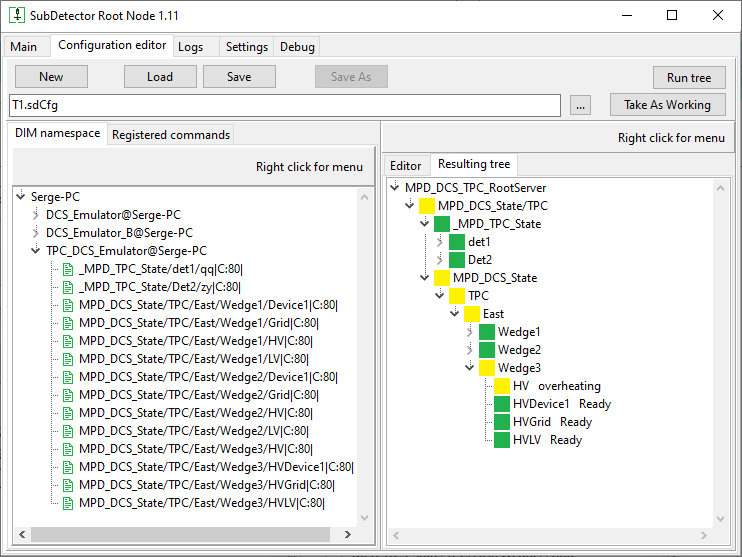 SubDetector Root Node 1.11
Main Configuration editor Logs Settings Debug
New Load Save Save As Run tree
T1.sdCfg ... Take As Working
DIM namespace Registered commands
Right click for menu
Serge-PC
DCS_Emulator@Serge-PC
DCS_Emulator_B@Serge-PC
TPC_DCS_Emulator@Serge-PC
_MPD_TPC_State/det1/qq|C:80|
_MPD_TPC_State/Det2/zy|C:80|
MPD_DCS_State/TPC/East/Wedge1/Device1|C:80|
MPD_DCS_State/TPC/East/Wedge1/Grid|C:80|
MPD_DCS_State/TPC/East/Wedge1/HV|C:80|
MPD_DCS_State/TPC/East/Wedge1/LV|C:80|
MPD_DCS_State/TPC/East/Wedge2/Device1|C:80|
MPD_DCS_State/TPC/East/Wedge2/Grid|C:80|
MPD_DCS_State/TPC/East/Wedge2/HV|C:80|
MPD_DCS_State/TPC/East/Wedge2/LV|C:80|
MPD_DCS_State/TPC/East/Wedge3/HV|C:80|
MPD_DCS_State/TPC/East/Wedge3/HVDevice1|C:80|
MPD_DCS_State/TPC/East/Wedge3/HVGrid|C:80|
MPD_DCS_State/TPC/East/Wedge3/HVLV|C:80|
Right click for menu
Editor Resulting tree
MPD_DCS_TPC_RootServer
MPD_DCS_State/TPC
_MPD_TPC_State
det1
Det2
MPD_DCS_State
TPC
East
Wedge1
Wedge2
Wedge3
HV overheating
HVDevice1 Ready
HVGrid Ready
HVLV Ready